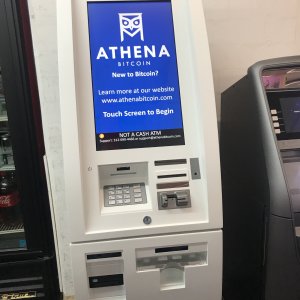 ATHENA
BITCOIN
New to Bitcoin?
Learn more at our website
www.athenabitcoin.com
Touch Screen to Begin
NOT A CASH ATM